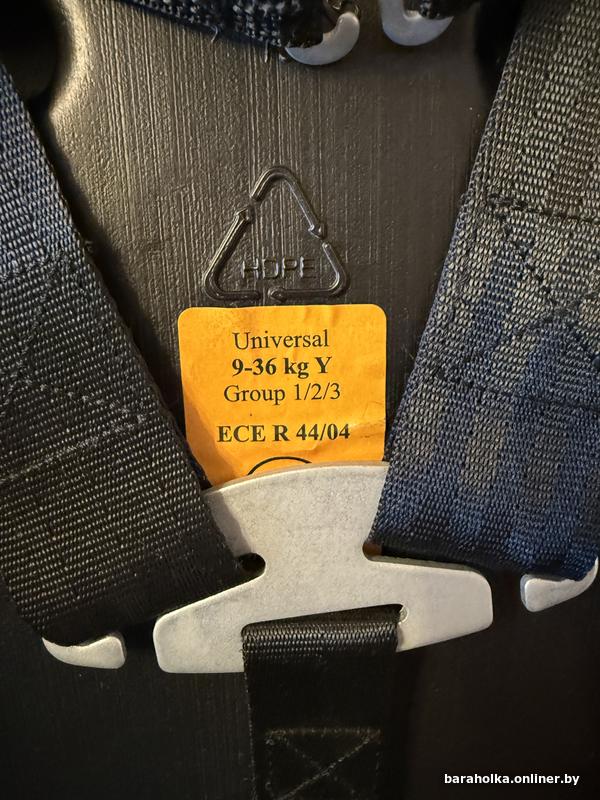 HDPE
Universal
9-36 kg Y
Group 1/2/3
ECE R 44/04
baraholka.onliner.by